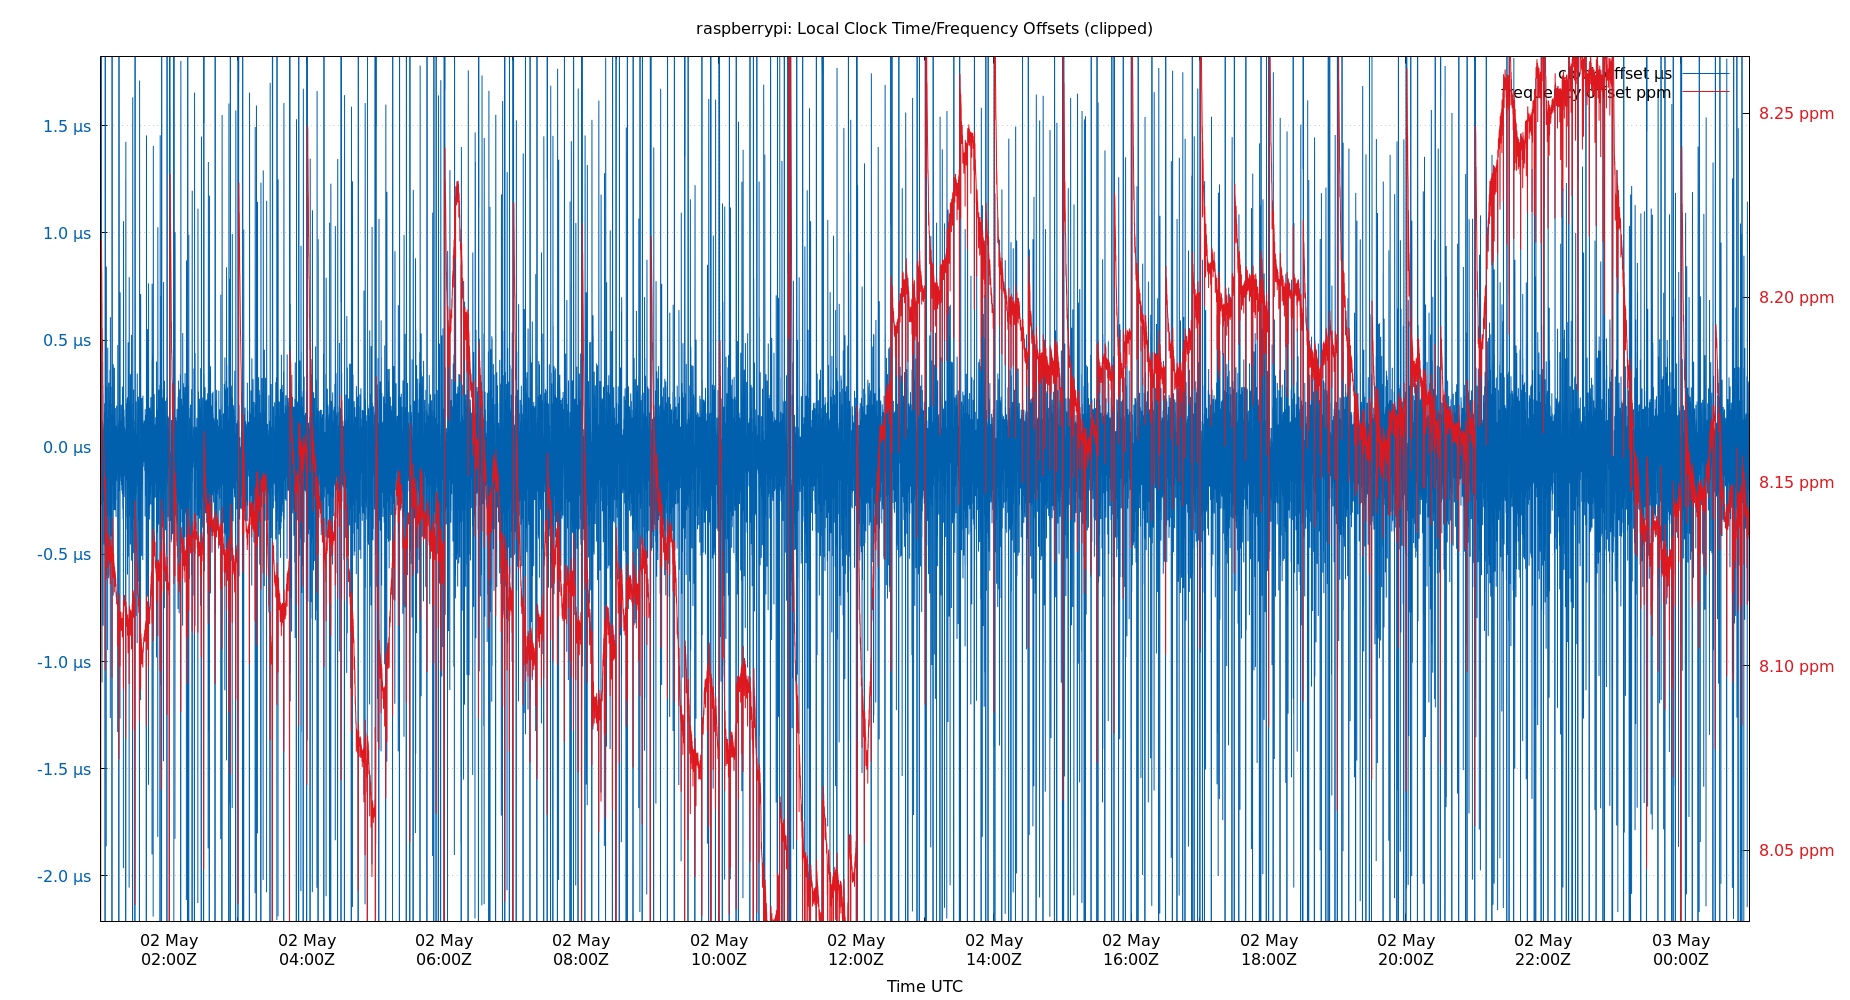 raspberrypi: Local Clock Time/Frequency Offsets (clipped)
offset µs
offset ppm
1.5 µs
1.0 µs
0.5 µs
0.0 µs
-0.5 µs
-1.0 µs
-1.5 µs
-2.0 µs
8.25 ppm
8.20 ppm
8.15 ppm
8.10 ppm
8.05 ppm
02 May 02 May 02 May 02 May 02 May 02 May 02 May 02 May 02 May 02 May 02 May 03 May
02:00Z 04:00Z 06:00Z 08:00Z 10:00Z 12:00Z 14:00Z 16:00Z 18:00Z 20:00Z 22:00Z 00:00Z
Time UTC